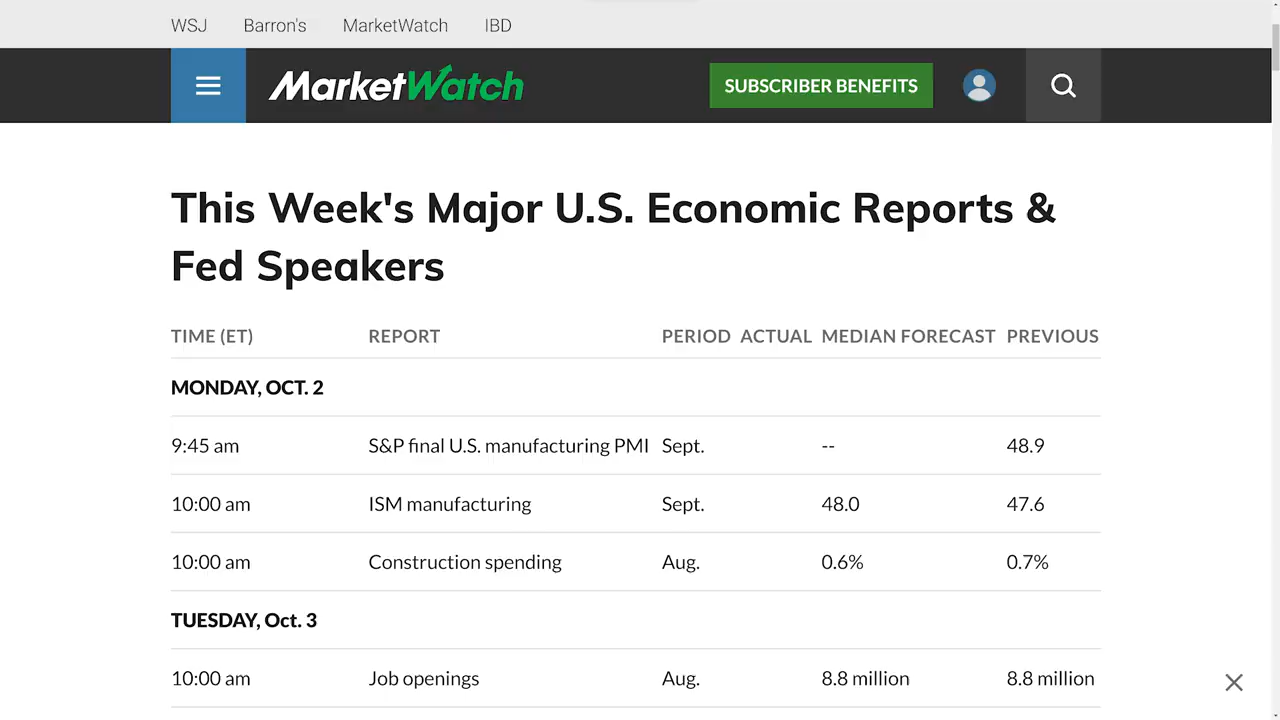 WSJ Barron's MarketWatch IBD
MarketWatch SUBSCRIBER BENEFITS
This Week's Major U.S. Economic Reports &
Fed Speakers
TIME (ET) REPORT PERIOD ACTUAL MEDIAN FORECAST PREVIOUS
MONDAY, OCT. 2
9:45 am S&P final U.S. manufacturing PMI Sept. -- 48.9
10:00 am ISM manufacturing Sept. 48.0 47.6
10:00 am Construction spending Aug. 0.6% 0.7%
TUESDAY, Oct. 3
10:00 am Job openings Aug. 8.8 million 8.8 million